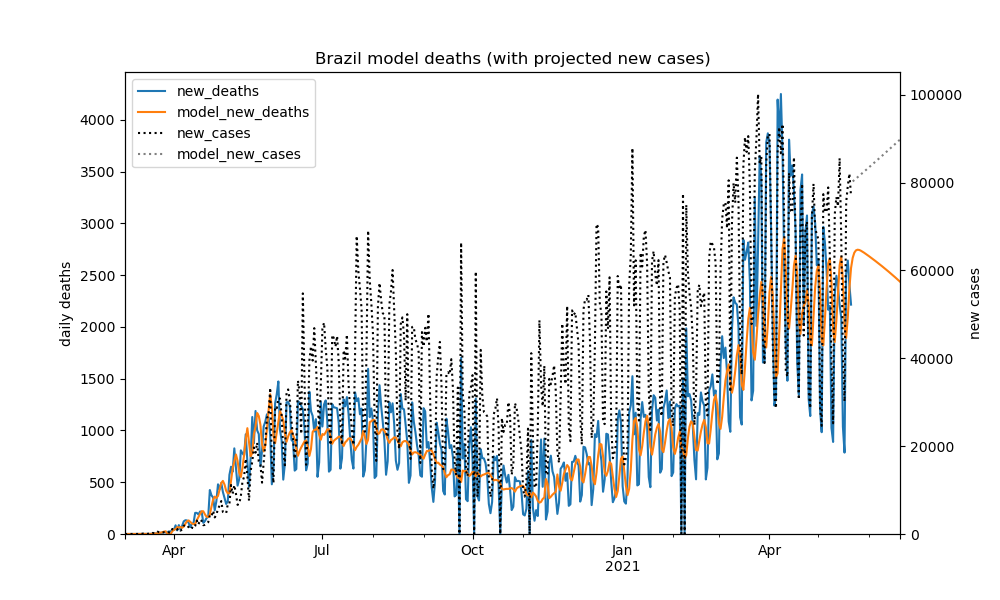 Brazil model deaths (with projected new cases)
new_deaths
model_new_deaths
new_cases
model_new_cases
daily deaths
4000
3500
3000
2500
2000
1500
1000
500
0
100000
80000
60000
40000
20000
0
new cases
Apr
Jul
Oct
Jan
2021
Apr